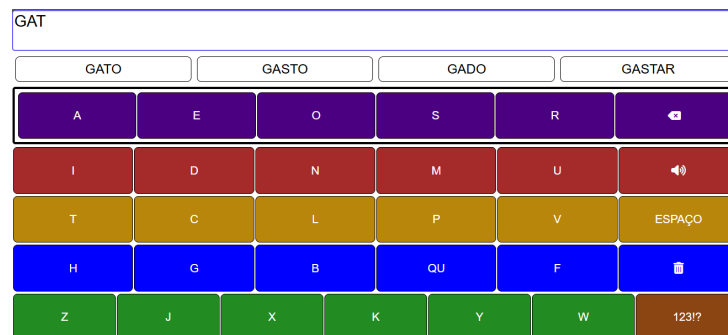 GAT
GATO GASTO GADO GASTAR
A E O S R
I D N M U
T C L P V ESPAÇO
H G B QU F
Z J X K Y W 123!?